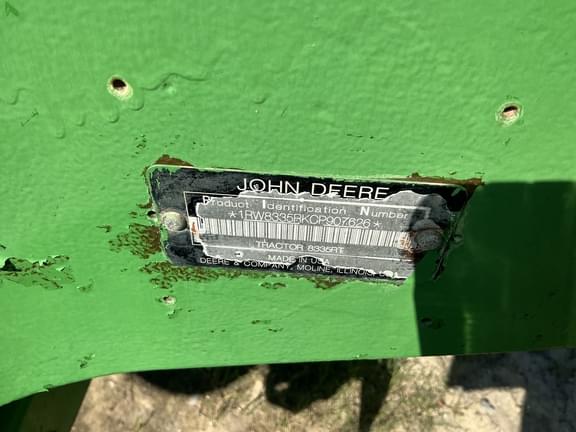 JOHN DEERE
Product Identification Number
*1RW8335RKCP907626*
TRACTOR 8335RT
MADE IN USA
DEERE & COMPANY, MOLINE, ILLINOIS